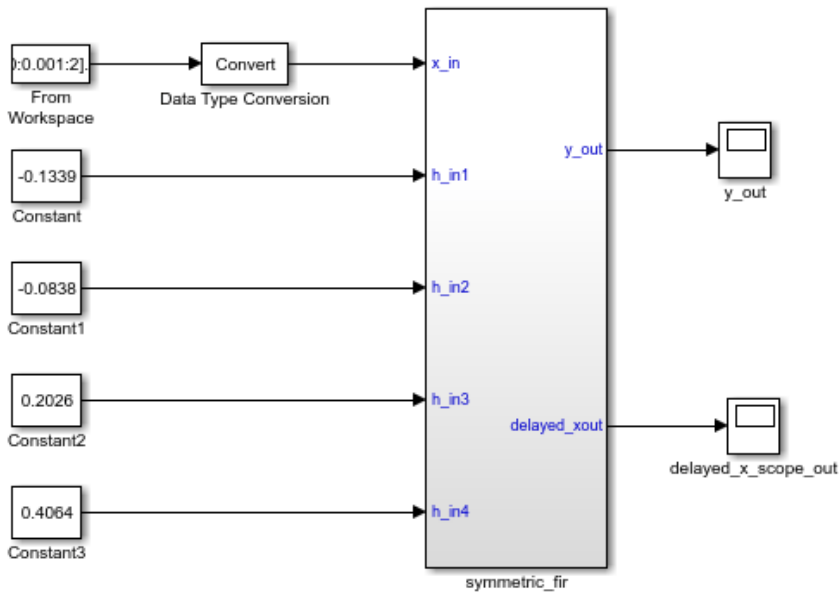 0:0.001:2].
From
Workspace
Convert
Data Type Conversion
x_in
-0.1339
Constant
h_in1
-0.0838
Constant1
h_in2
0.2026
Constant2
h_in3
0.4064
Constant3
h_in4
y_out
y_out
delayed_xout
delayed_x_scope_out
symmetric_fir